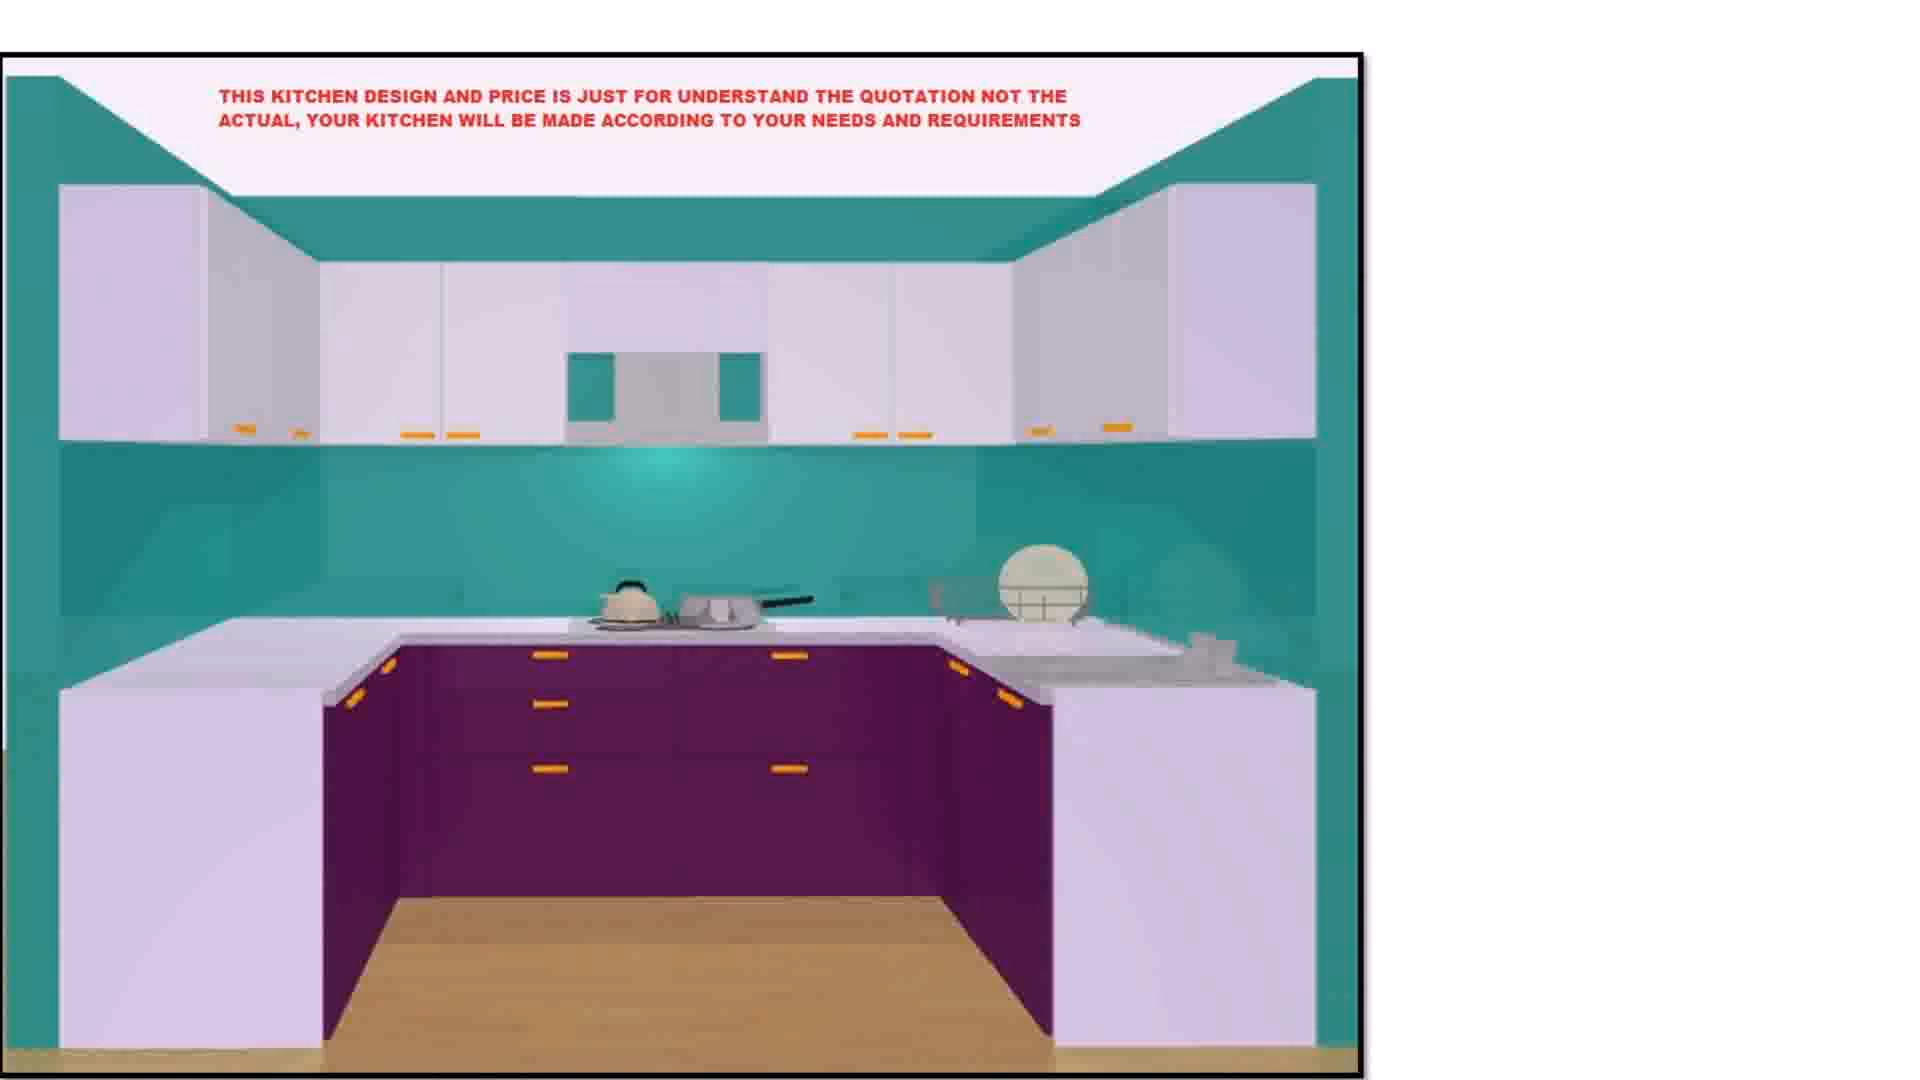 THIS KITCHEN DESIGN AND PRICE IS JUST FOR UNDERSTAND THE QUOTATION NOT THE
ACTUAL, YOUR KITCHEN WILL BE MADE ACCORDING TO YOUR NEEDS AND REQUIREMENTS